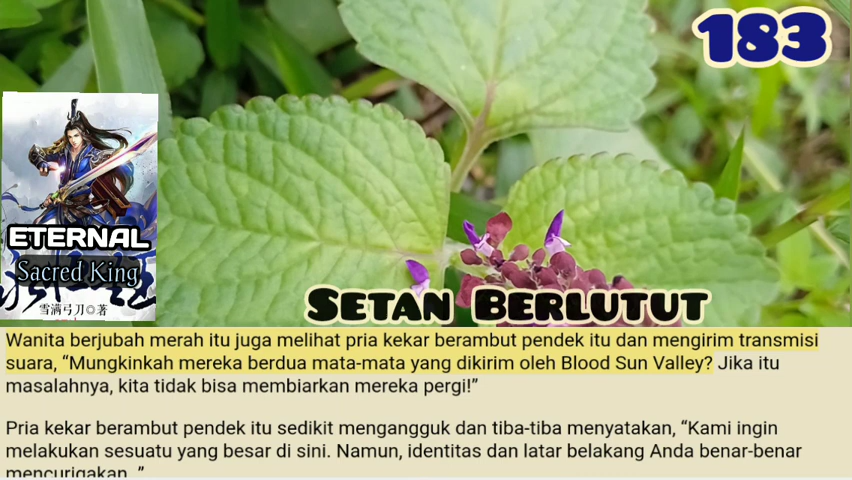 183
ETERNAL
Sacred King
雪满弓刀◎著
SETAN BERLUTUT
Wanita berjubah merah itu juga melihat pria kekar berambut pendek itu dan mengirim transmisi
suara, “Mungkinkah mereka berdua mata-mata yang dikirim oleh Blood Sun Valley? Jika itu
masalahnya, kita tidak bisa membiarkan mereka pergi!”
Pria kekar berambut pendek itu sedikit mengangguk dan tiba-tiba menyatakan, “Kami ingin
melakukan sesuatu yang besar di sini. Namun, identitas dan latar belakang Anda benar-benar
mencurigakan. ”